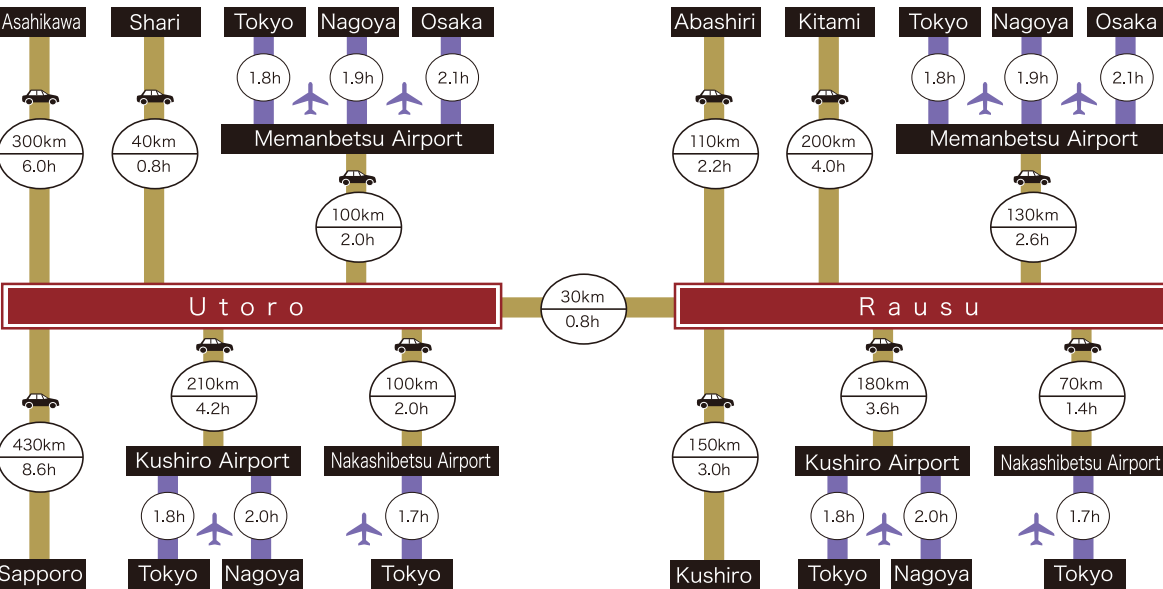 Asahikawa
Shari
Tokyo
Nagoya
Osaka
Abashiri
Kitami
Tokyo
Nagoya
Osaka
1.8h
1.9h
2.1h
1.8h
1.9h
2.1h
Memanbetsu Airport
Memanbetsu Airport
300km
6.0h
40km
0.8h
110km
2.2h
200km
4.0h
100km
2.0h
130km
2.6h
Utoro
30km
0.8h
Rausu
210km
4.2h
100km
2.0h
180km
3.6h
70km
1.4h
430km
8.6h
150km
3.0h
Kushiro Airport
Nakashibetsu Airport
Kushiro Airport
Nakashibetsu Airport
1.8h
2.0h
1.7h
1.8h
2.0h
1.7h
Sapporo
Tokyo
Nagoya
Tokyo
Kushiro
Tokyo
Nagoya
Tokyo